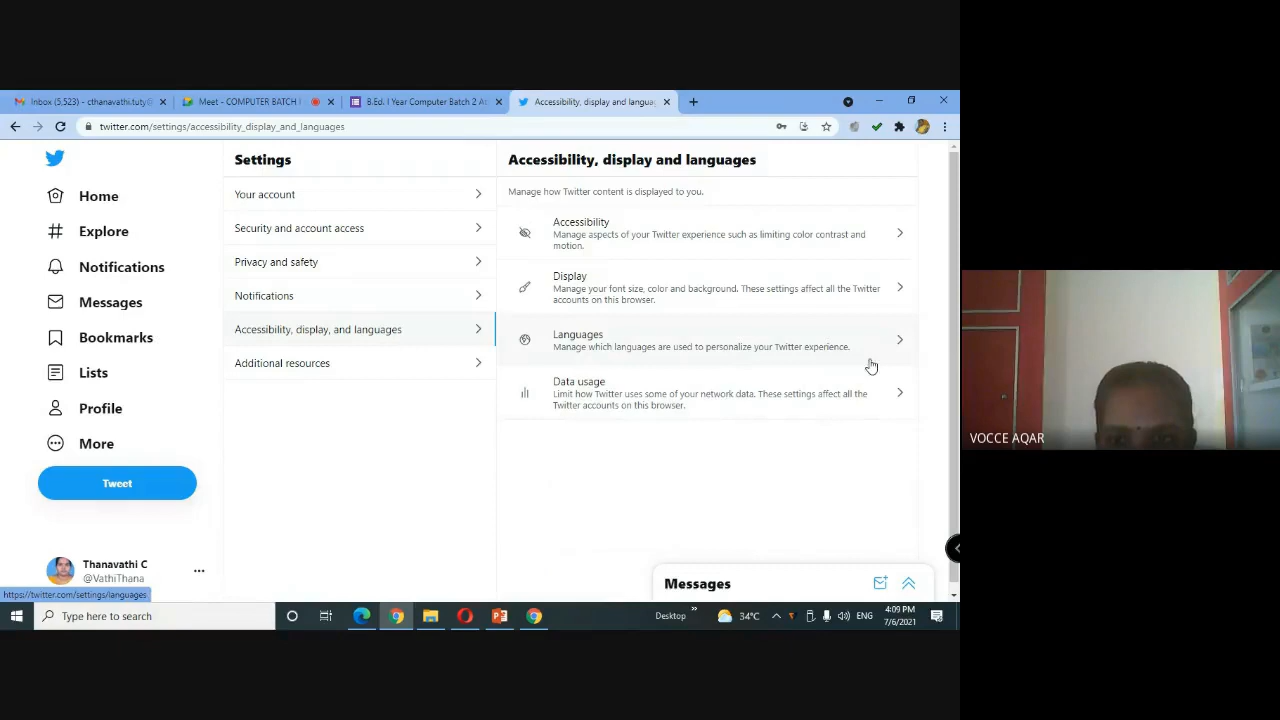 Inbox (5,523) - cthanavathi.tuty@
Meet - COMPUTER BATCH
B.Ed. I Year Computer Batch 2 A
Accessibility, display and langua
twitter.com/settings/accessibility_display_and_languages
Home
Explore
Notifications
Messages
Bookmarks
Lists
Profile
More
Tweet
Thanavathi C
@VathiThana
https://twitter.com/settings/languages
Settings
Your account
Security and account access
Privacy and safety
Notifications
Accessibility, display, and languages
Additional resources
Accessibility, display and languages
Manage how Twitter content is displayed to you.
Accessibility
Manage aspects of your Twitter experience such as limiting color contrast and
motion.
Display
Manage your font size, color and background. These settings affect all the Twitter
accounts on this browser.
Languages
Manage which languages are used to personalize your Twitter experience.
Data usage
Limit how Twitter uses some of your network data. These settings affect all the
Twitter accounts on this browser.
Messages
VOCCE AQAR
Type here to search
Desktop
34°C
ENG
4:09 PM
7/6/2021